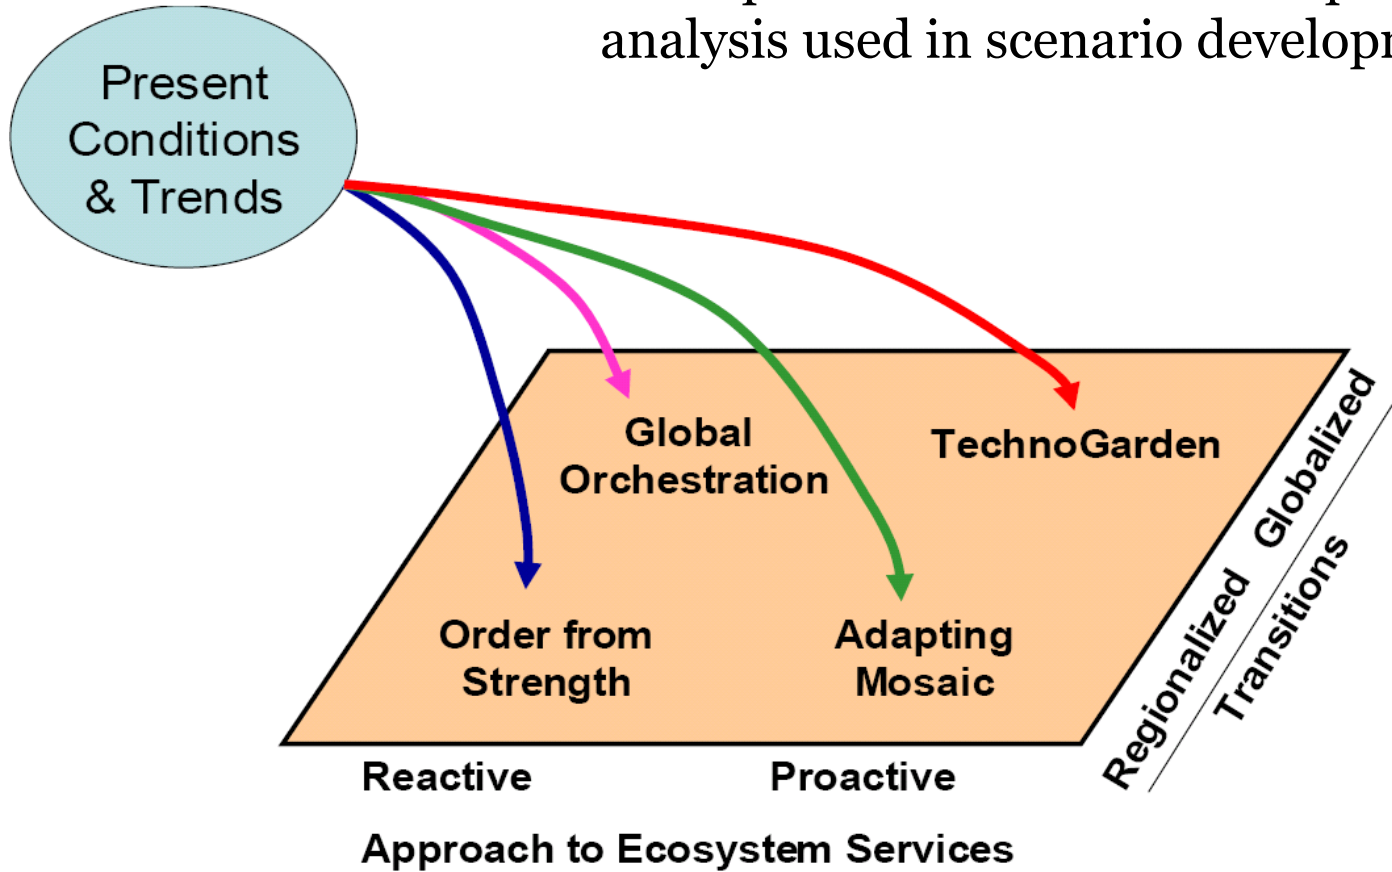 analysis used in scenario
Present
Conditions
& Trends
Global
Orchestration
TechnoGarden
Order from
Strength
Adapting
Mosaic
Regionalized Globalized
Transitions
Reactive Proactive
Approach to Ecosystem Services